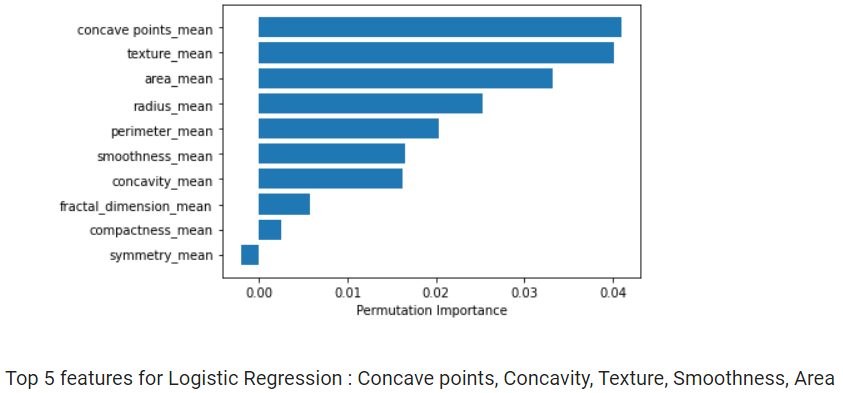 concave points_mean
texture_mean
area_mean
radius_mean
perimeter_mean
smoothness_mean
concavity_mean
fractal_dimension_mean
compactness_mean
symmetry_mean
0.00 0.01 0.02 0.03 0.04
Permutation Importance
Top 5 features for Logistic Regression : Concave points, Concavity, Texture, Smoothness, Area